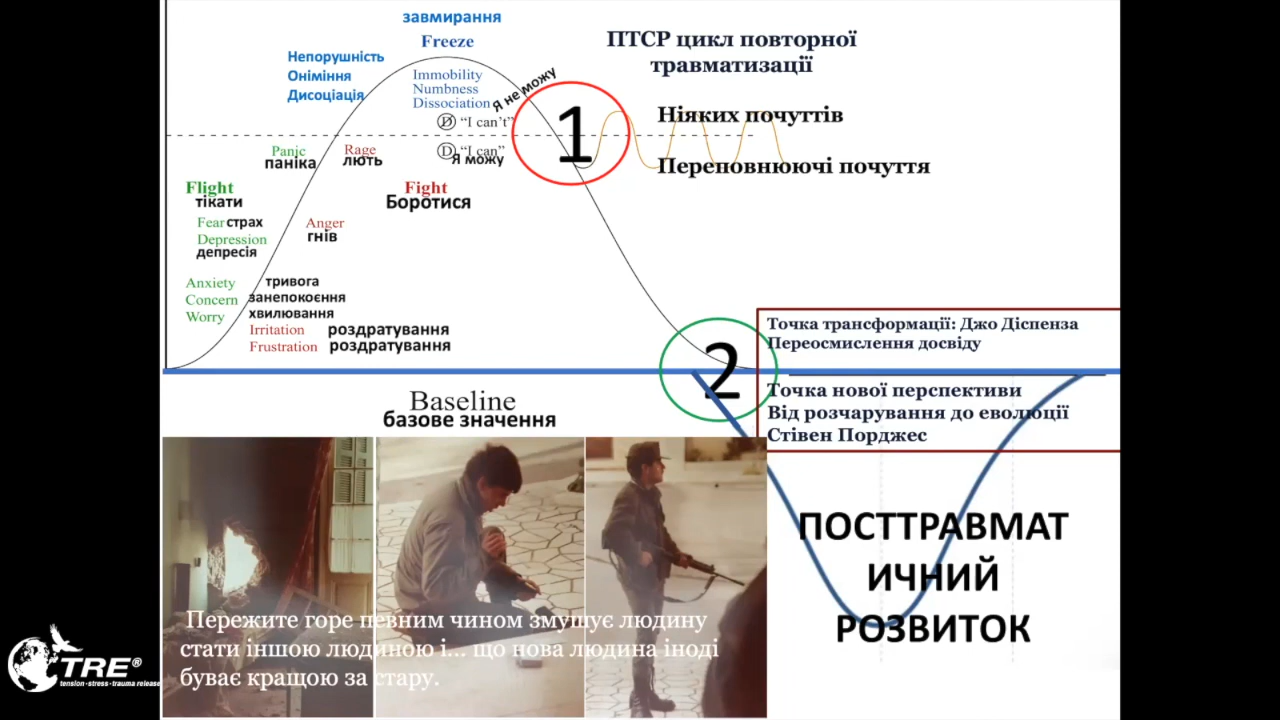 завмирання
Freeze
Непорушність
Оніміння
Дисоціація
Immobility
Numbness
Dissociation
Я не можу
D "I can't"
D "I can"
Я можу
Panic
паніка
Rage
лють
Flight
тікати
Fight
Боротися
Fear страх
Depression
депресія
Anger
гнів
Anxiety
Concern
Worry
тривога
занепокоєння
хвилювання
Irritation роздратування
Frustration роздратування
1
ПТСР цикл повторної
травматизації
Ніяких почуттів
Переповнюючі почуття
2
Точка трансформації: Джо Діспенза
Переосмислення досвіду
Точка нової перспективи
Від розчарування до еволюції
Стівен Порджес
Baseline
базове значення
ПОСТТРАВМАТ
ИЧНИЙ
РОЗВИТОК
Пережите горе певним чином змушує людину
стати іншою людиною і... що нова людина іноді
буває кращою за стару.
TRE®
tension·stress·trauma release